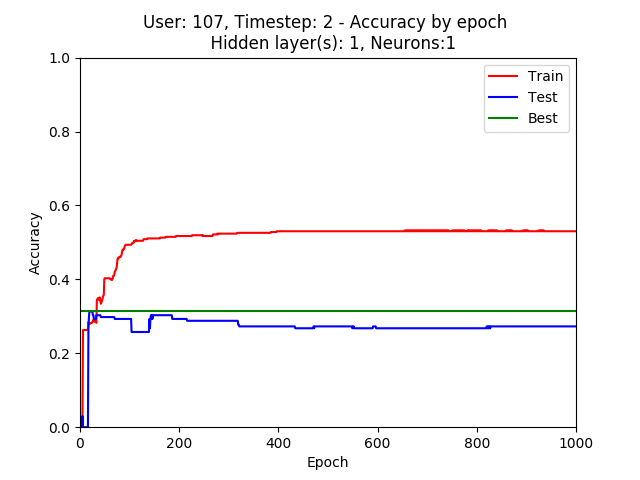 User: 107, Timestep: 2 - Accuracy by epoch
Hidden layer(s): 1, Neurons:1
Train
Test
Best
1.0
0.8
0.6
0.4
0.2
0.0
Accuracy
0 200 400 600 800 1000
Epoch